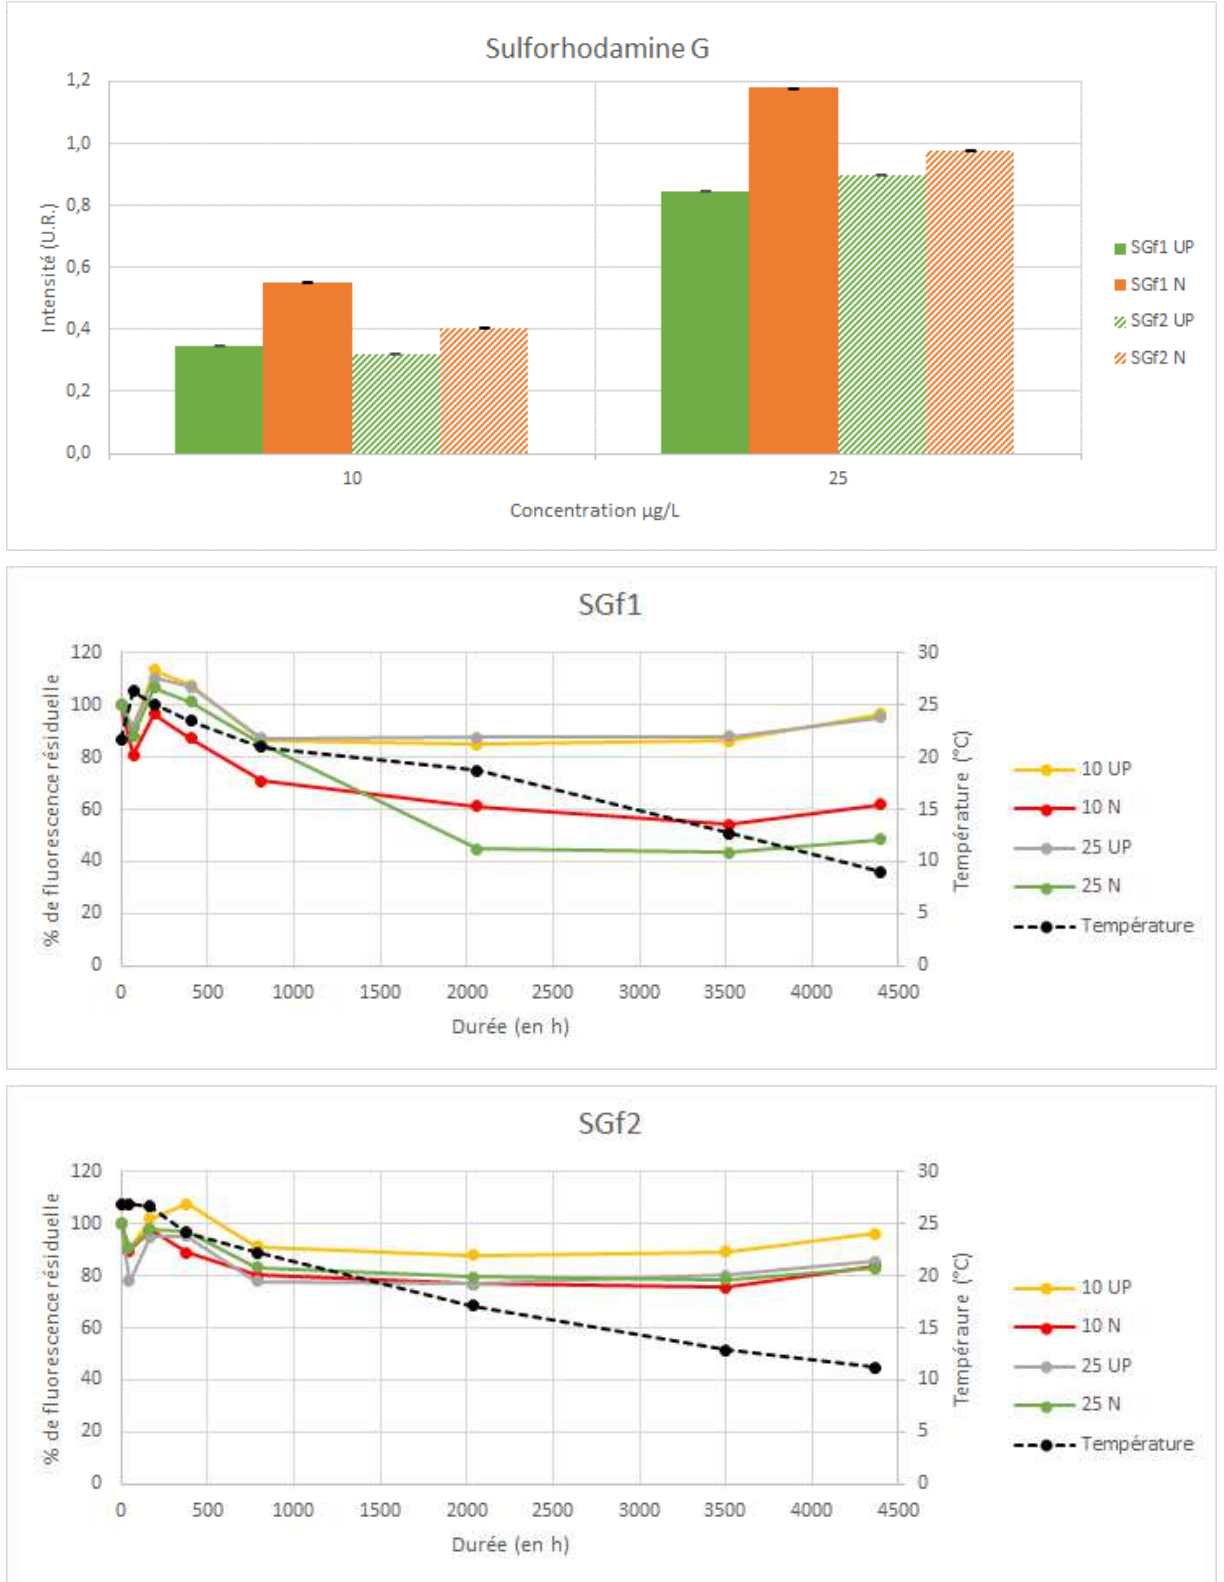 Sulforhodamine G
Intensité (U.R.)
1,2
1,0
0,8
0,6
0,4
0,2
0,0
10 25
Concentration µg/L
SGf1 UP
SGf1 N
SGf2 UP
SGf2 N
SGf1
% de fluorescence résiduelle
120
100
80
60
40
20
0
30
25
20
15
10
5
0
Température (°C)
0 500 1000 1500 2000 2500 3000 3500 4000 4500
Durée (en h)
10 UP
10 N
25 UP
25 N
Température
SGf2
% de fluorescence résiduelle
120
100
80
60
40
20
0
30
25
20
15
10
5
0
Tempéraure (°C)
0 500 1000 1500 2000 2500 3000 3500 4000 4500
Durée (en h)
10 UP
10 N
25 UP
25 N
Température